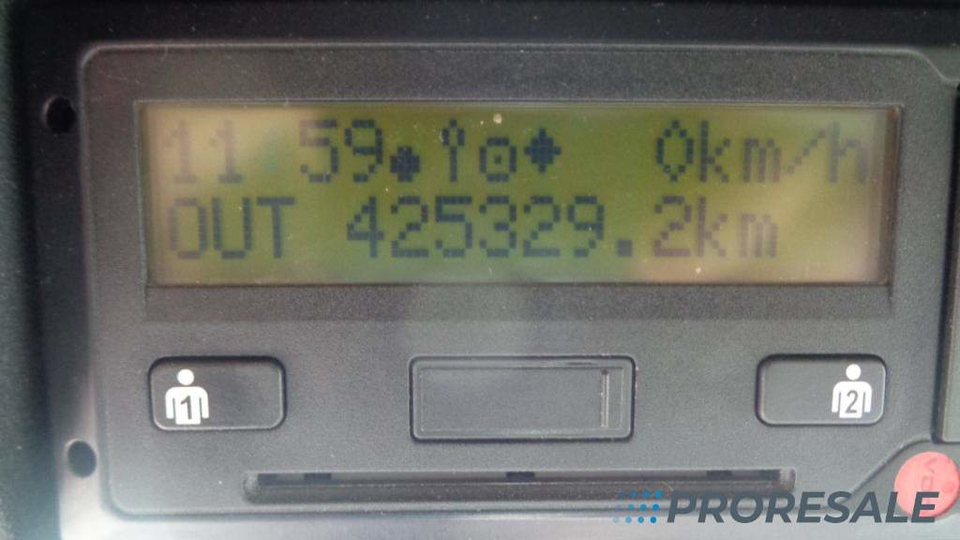 11 59 0km/h
OUT 425329.2km
1
2
PRORESALE